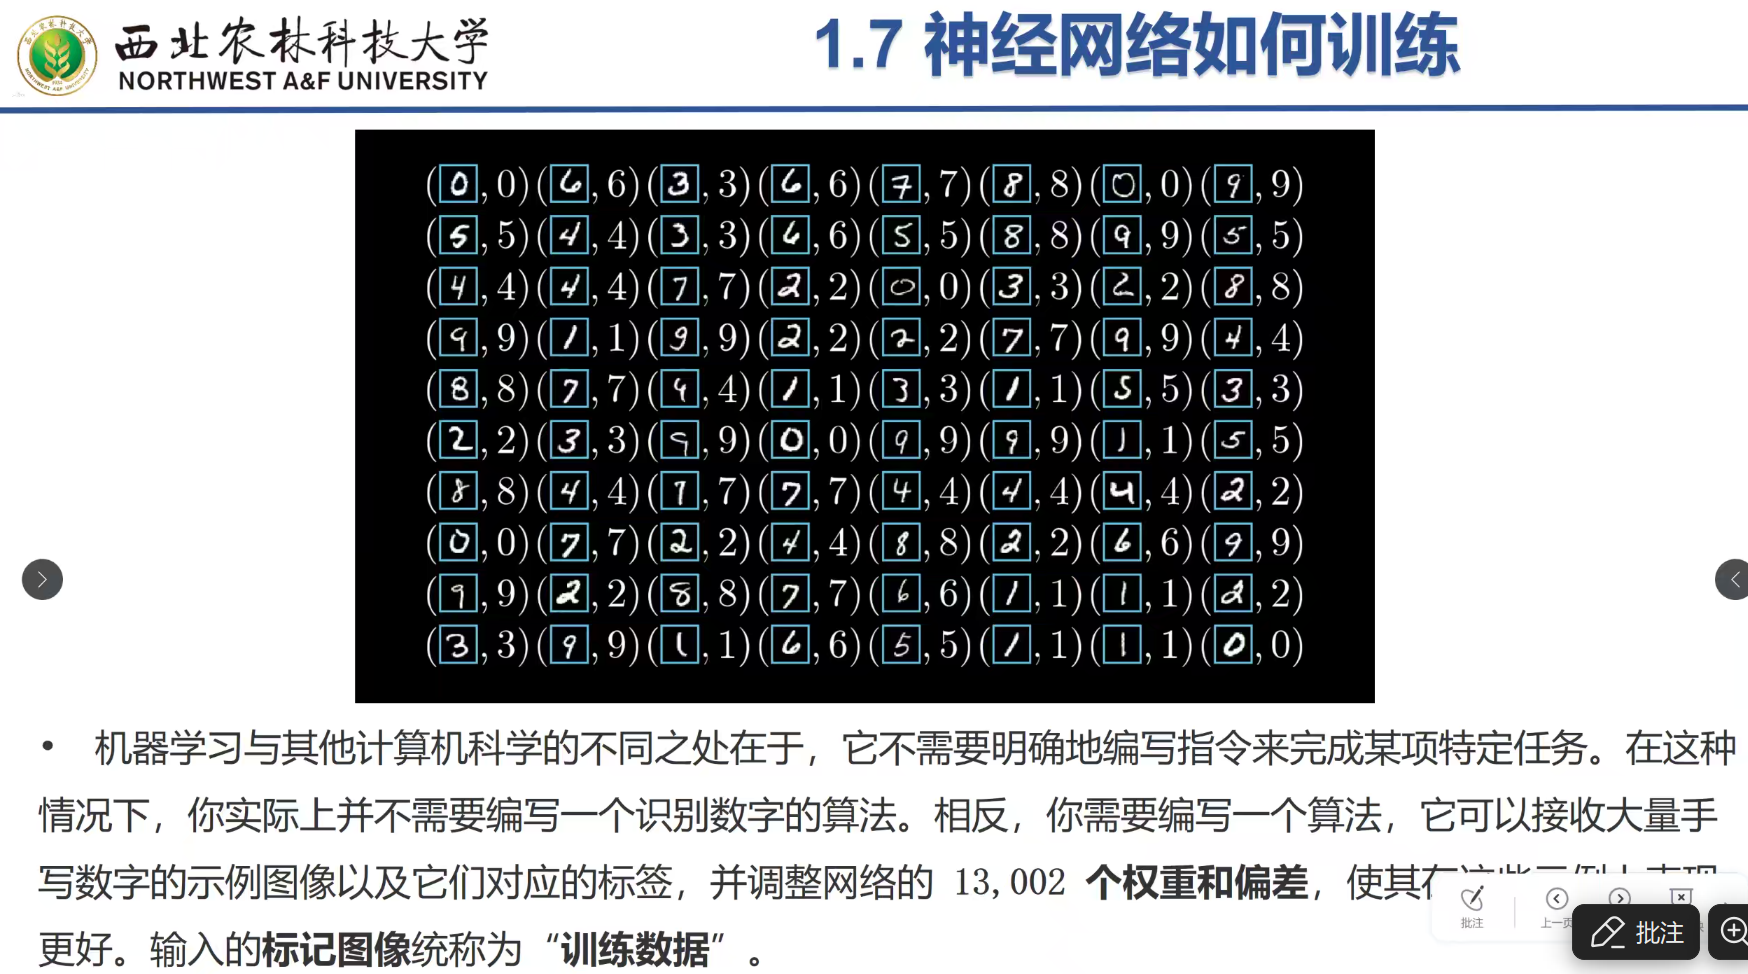 西北农林科技大学
NORTHWEST A&F UNIVERSITY
1.7 神经网络如何训练
(0, 0)(6, 6)(3, 3)(6, 6)(7, 7)(8, 8)(0, 0)(9, 9)
(5, 5)(4, 4)(3, 3)(6, 6)(5, 5)(8, 8)(9, 9)(5, 5)
(4, 4)(4, 4)(7, 7)(2, 2)(0, 0)(3, 3)(2, 2)(8, 8)
(9, 9)(1, 1)(9, 9)(2, 2)(2, 2)(7, 7)(9, 9)(4, 4)
(8, 8)(7, 7)(4, 4)(1, 1)(3, 3)(1, 1)(5, 5)(3, 3)
(2, 2)(3, 3)(9, 9)(0, 0)(9, 9)(9, 9)(1, 1)(5, 5)
(8, 8)(4, 4)(7, 7)(7, 7)(4, 4)(4, 4)(4, 4)(2, 2)
(0, 0)(7, 7)(2, 2)(4, 4)(8, 8)(2, 2)(6, 6)(9, 9)
(9, 9)(2, 2)(8, 8)(7, 7)(6, 6)(1, 1)(1, 1)(2, 2)
(3, 3)(9, 9)(1, 1)(6, 6)(5, 5)(1, 1)(1, 1)(0, 0)
• 机器学习与其他计算机科学的不同之处在于，它不需要明确地编写指令来完成某项特定任务。在这种
情况下，你实际上并不需要编写一个识别数字的算法。相反，你需要编写一个算法，它可以接收大量手
写数字的示例图像以及它们对应的标签，并调整网络的 13,002 个权重和偏差，使其在
更好。输入的标记图像统称为“训练数据”。
批注
上一页
批注